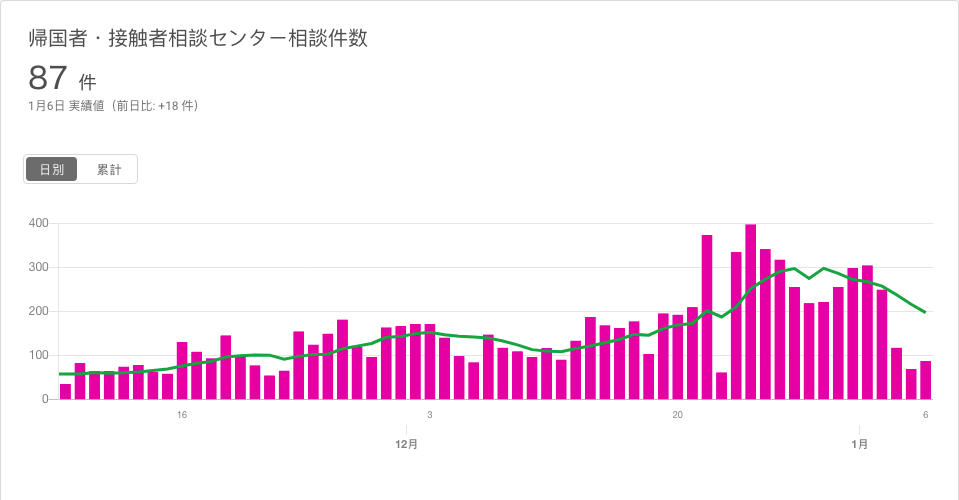 帰国者・接触者相談センター相談件数
87 件
1月6日 実績値（前日比: +18 件）
日別 累計
400
300
200
100
0
16 3 20 6
12月 1月